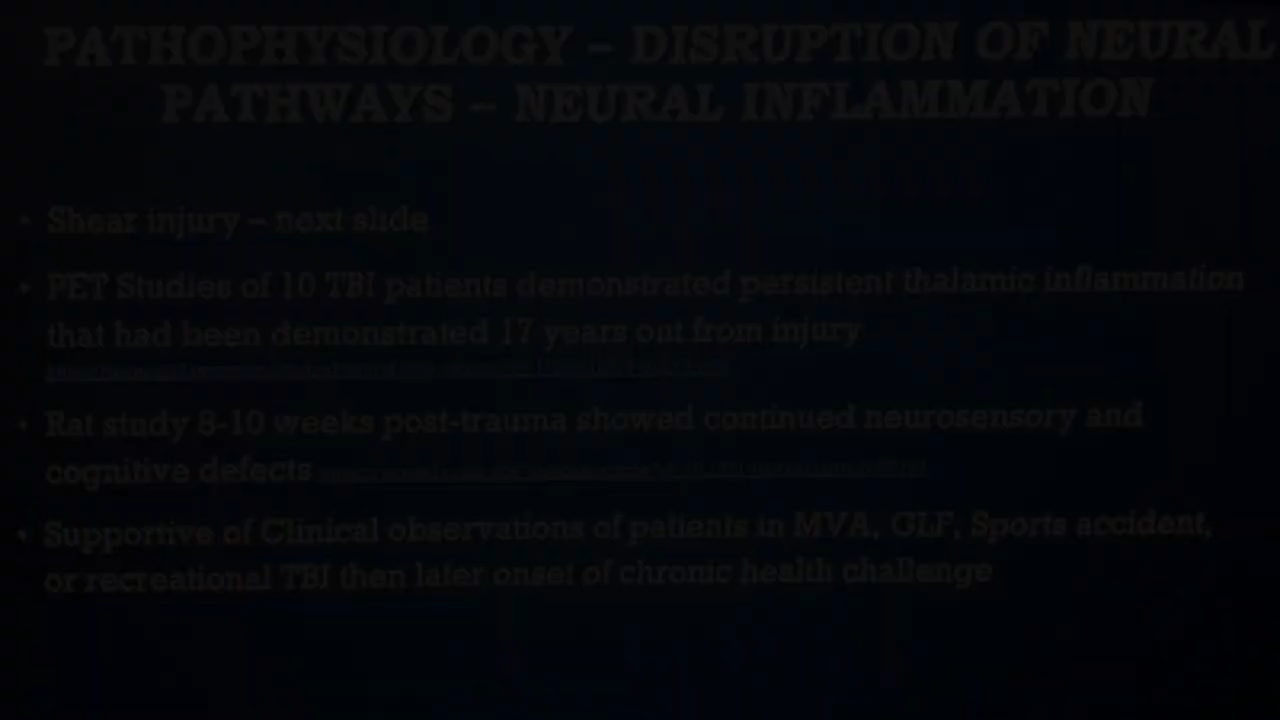 PATHOPHYSIOLOGY – DISRUPTION OF NEURAL
PATHWAYS – NEURAL INFLAMMATION
• Shear injury – next slide
• PET Studies of 10 TBI patients demonstrated persistent thalamic inflammation
that had been demonstrated 17 years out from injury
• Rat study 8-10 weeks post-trauma showed continued neurosensory and
cognitive defects
• Supportive of Clinical observations of patients in MVA, GLF, Sports accident,
or recreational TBI then later onset of chronic health challenge